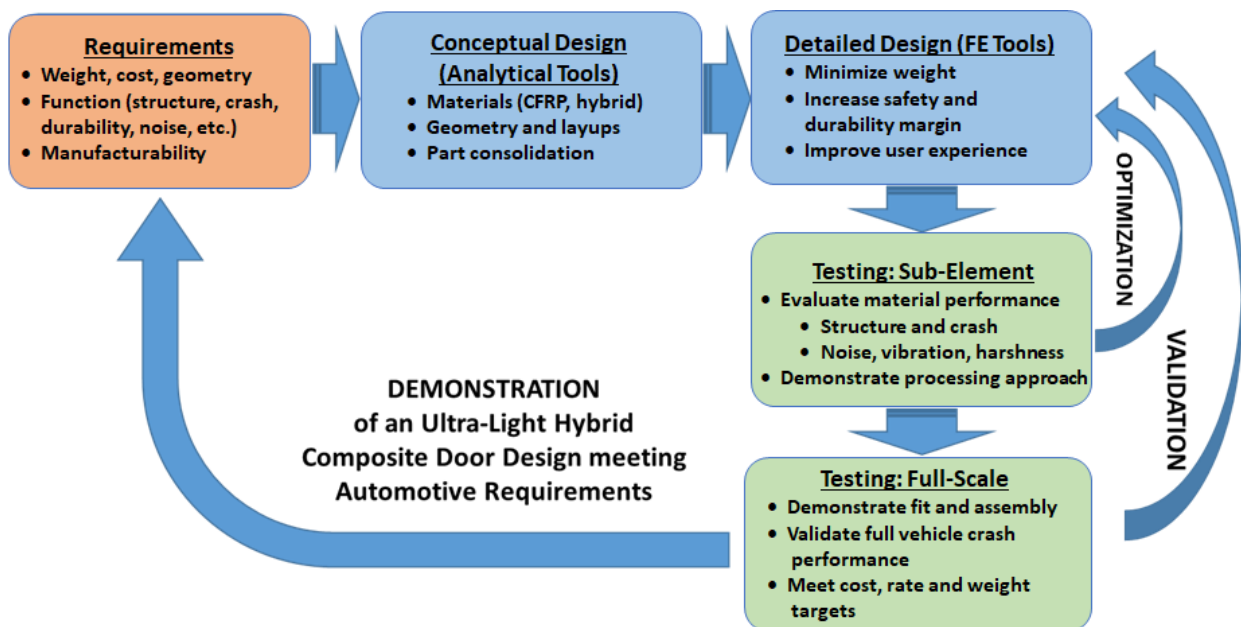 Requirements
• Weight, cost, geometry
• Function (structure, crash,
durability, noise, etc.)
• Manufacturability
Conceptual Design
(Analytical Tools)
• Materials (CFRP, hybrid)
• Geometry and layups
• Part consolidation
Detailed Design (FE Tools)
• Minimize weight
• Increase safety and
durability margin
• Improve user experience
OPTIMIZATION
VALIDATION
Testing: Sub-Element
• Evaluate material performance
• Structure and crash
• Noise, vibration, harshness
• Demonstrate processing approach
DEMONSTRATION
of an Ultra-Light Hybrid
Composite Door Design meeting
Automotive Requirements
Testing: Full-Scale
• Demonstrate fit and assembly
• Validate full vehicle crash
performance
• Meet cost, rate and weight
targets